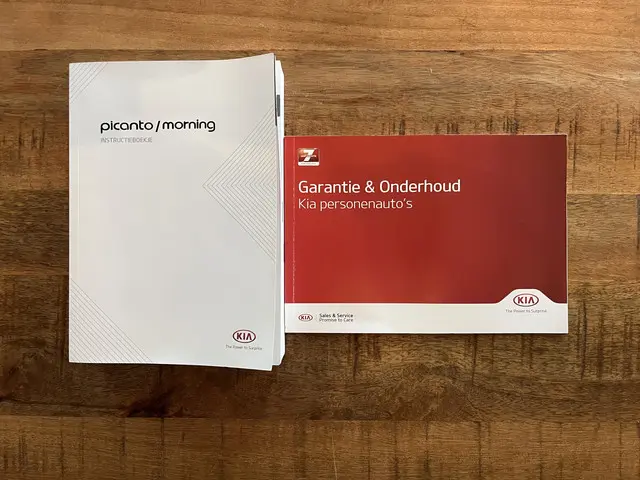 picanto/morning
INSTRUCTIEBOEKJE
KIA
The Power to Surprise
7
Garantie & Onderhoud
Kia personenauto's
KIA
Sales & Service
Promise to Care
KIA
The Power to Surprise